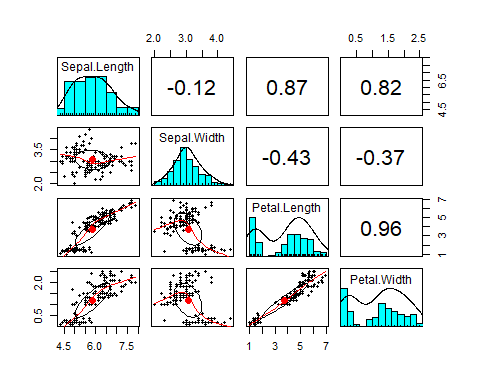 2.0 3.0 4.0
0.5 1.5 2.5
Sepal.Length
-0.12
0.87
0.82
4.5 6.5
2.0 3.5
Sepal.Width
-0.43
-0.37
Petal.Length
0.96
1 3 5 7
0.5 2.0
Petal.Width
4.5 6.0 7.5
1 3 5 7